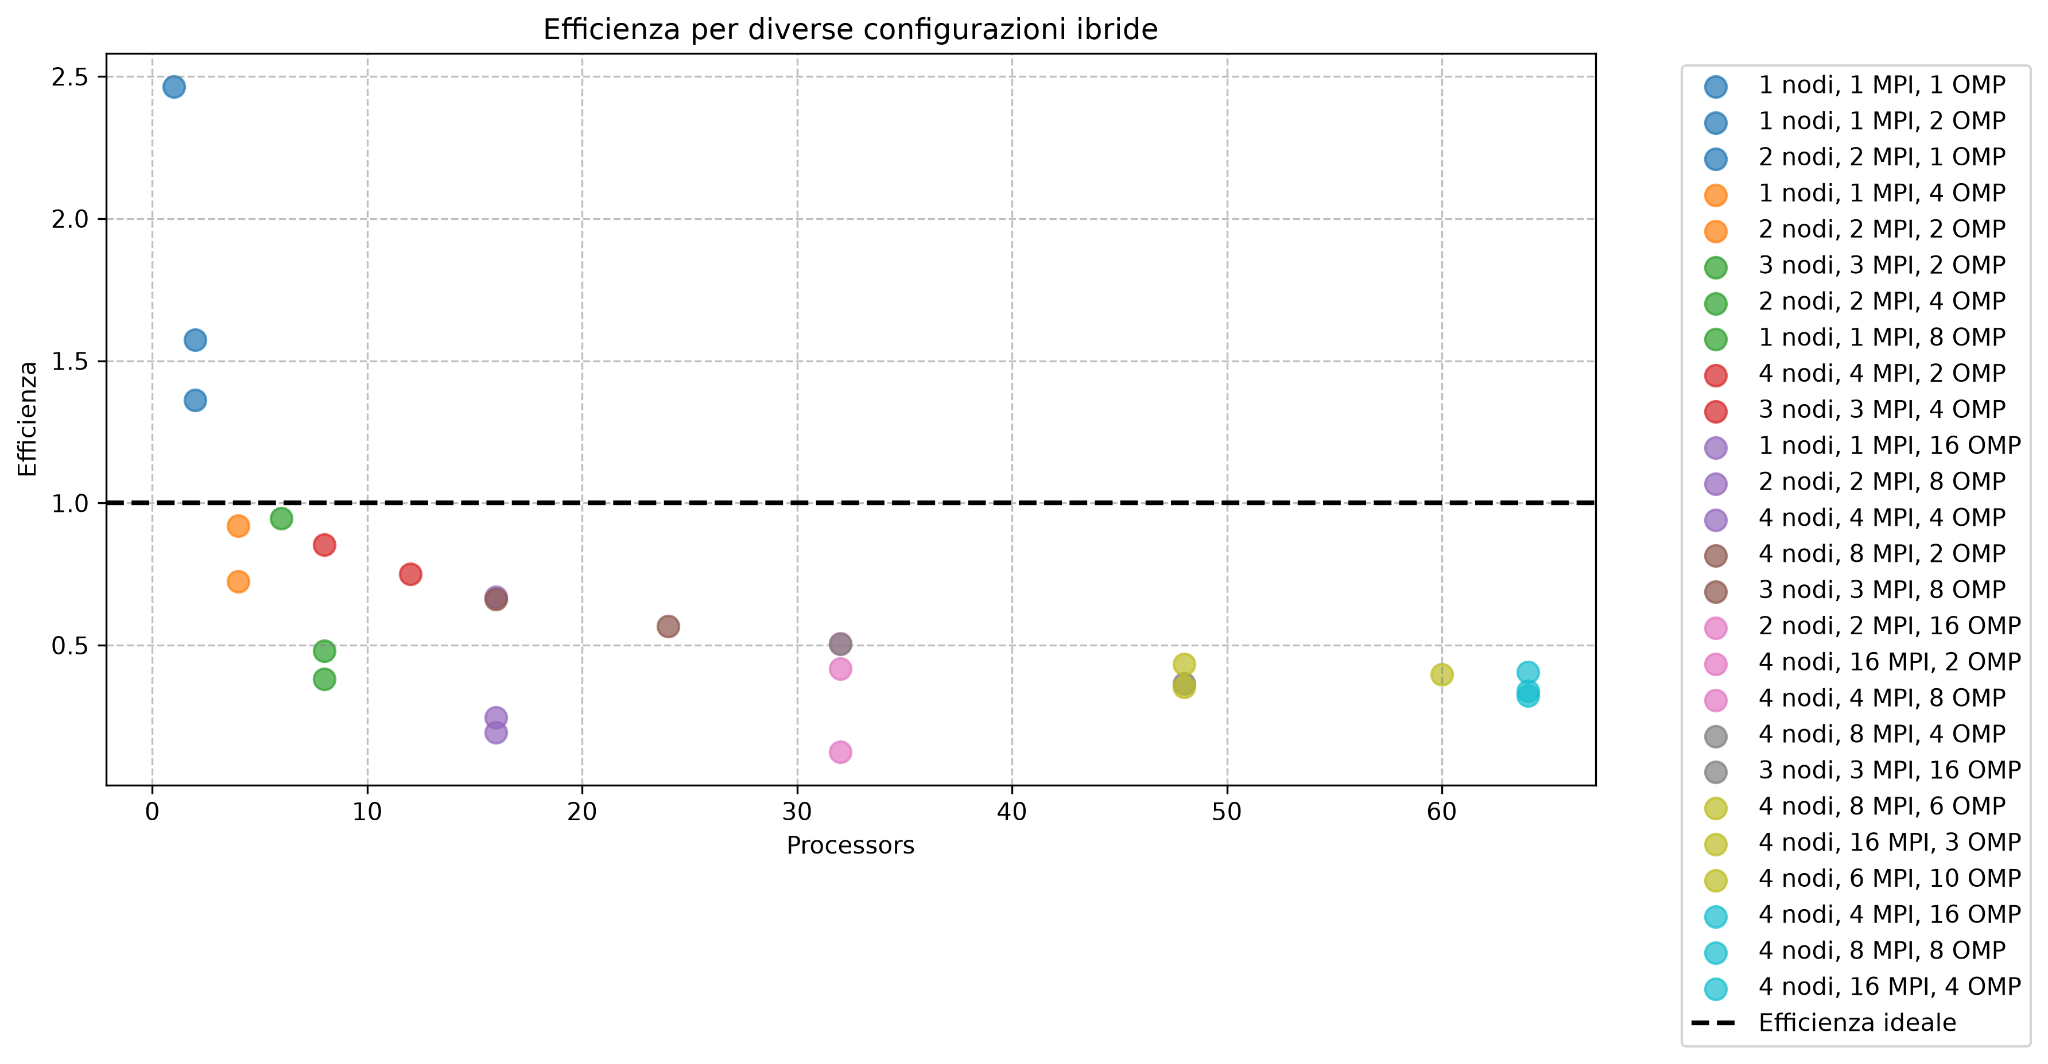 Efficienza per diverse configurazioni ibride
2.5
2.0
1.5
1.0
0.5
Efficienza
0 10 20 30 40 50 60
Processors
1 nodi, 1 MPI, 1 OMP
1 nodi, 1 MPI, 2 OMP
2 nodi, 2 MPI, 1 OMP
1 nodi, 1 MPI, 4 OMP
2 nodi, 2 MPI, 2 OMP
3 nodi, 3 MPI, 2 OMP
2 nodi, 2 MPI, 4 OMP
1 nodi, 1 MPI, 8 OMP
4 nodi, 4 MPI, 2 OMP
3 nodi, 3 MPI, 4 OMP
1 nodi, 1 MPI, 16 OMP
2 nodi, 2 MPI, 8 OMP
4 nodi, 4 MPI, 4 OMP
4 nodi, 8 MPI, 2 OMP
3 nodi, 3 MPI, 8 OMP
2 nodi, 2 MPI, 16 OMP
4 nodi, 16 MPI, 2 OMP
4 nodi, 4 MPI, 8 OMP
4 nodi, 8 MPI, 4 OMP
3 nodi, 3 MPI, 16 OMP
4 nodi, 8 MPI, 6 OMP
4 nodi, 16 MPI, 3 OMP
4 nodi, 6 MPI, 10 OMP
4 nodi, 4 MPI, 16 OMP
4 nodi, 8 MPI, 8 OMP
4 nodi, 16 MPI, 4 OMP
Efficienza ideale